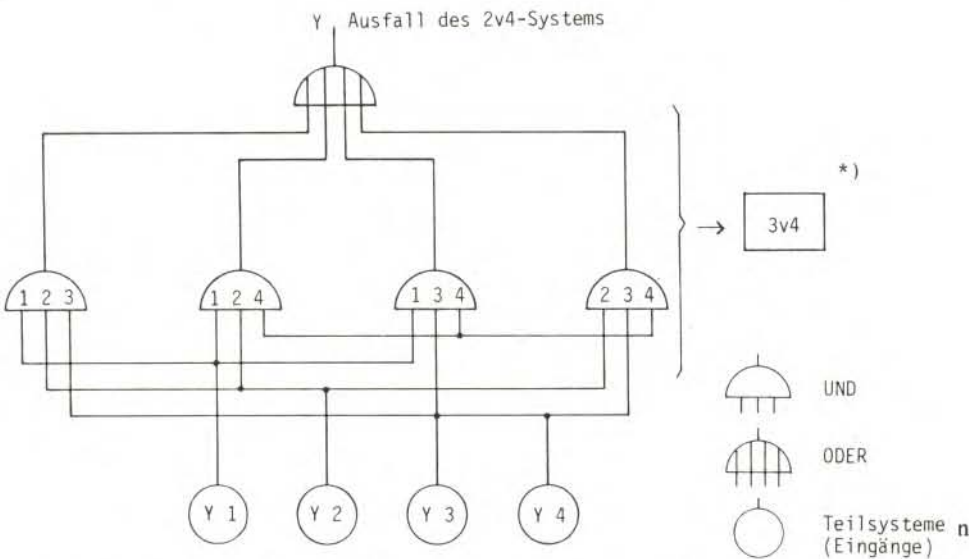 Y Ausfall des 2v4-Systems
*)
3v4
1 2 3
1 2 4
1 3 4
2 3 4
UND
ODER
Y 1
Y 2
Y 3
Y 4
Teilsysteme n
(Eingänge)